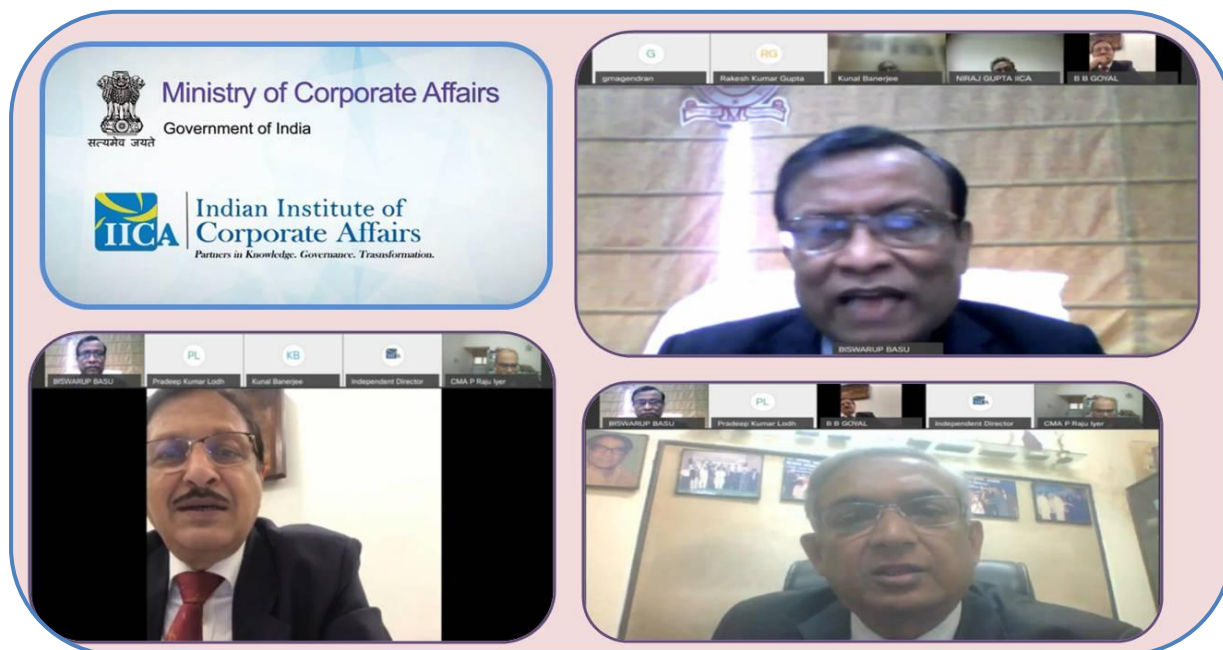 Ministry of Corporate Affairs
Government of India
सत्यमेव जयते
IICA
Indian Institute of
Corporate Affairs
Partners in Knowledge. Governance. Trasnsformation.
G
RG
gmagendran
Rakesh Kumar Gupta
Kunal Banerjee
NIRAJ GUPTA IICA
B B GOYAL
BISWARUP BASU
PL
KB
BISWARUP BASU
Pradeep Kumar Lodh
Kunal Banerjee
Independent Director
CMA P Raju Iyer
PL
BISWARUP BASU
Pradeep Kumar Lodh
B B GOYAL
Independent Director
CMA P Raju Iyer